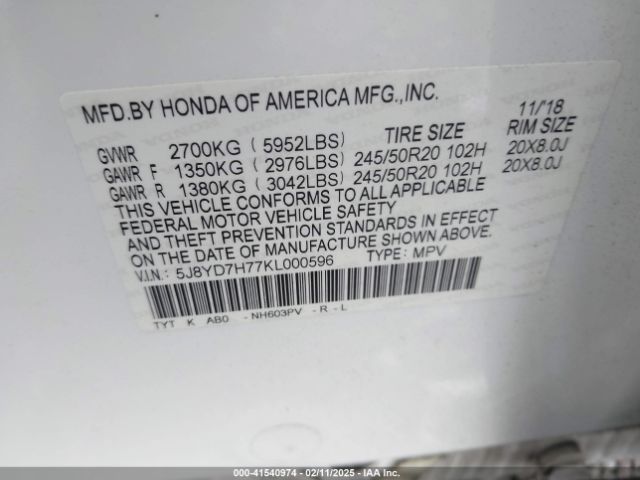 MFD.BY HONDA OF AMERICA MFG.,INC. 11/'18
TIRE SIZE RIM SIZE
GVWR 2700KG ( 5952LBS)
GAWR F 1350KG ( 2976LBS) 245/50R20 102H 20X8.0J
GAWR R 1380KG ( 3042LBS) 245/50R20 102H 20X8.0J
THIS VEHICLE CONFORMS TO ALL APPLICABLE
FEDERAL MOTOR VEHICLE SAFETY
AND THEFT PREVENTION STANDARDS IN EFFECT
ON THE DATE OF MANUFACTURE SHOWN ABOVE.
V.I.N.: 5J8YD7H77KL000596 TYPE: MPV
TYT K AB0 -NH603PV -R-L
000-41540974 - 02/11/2025 - IAA Inc.